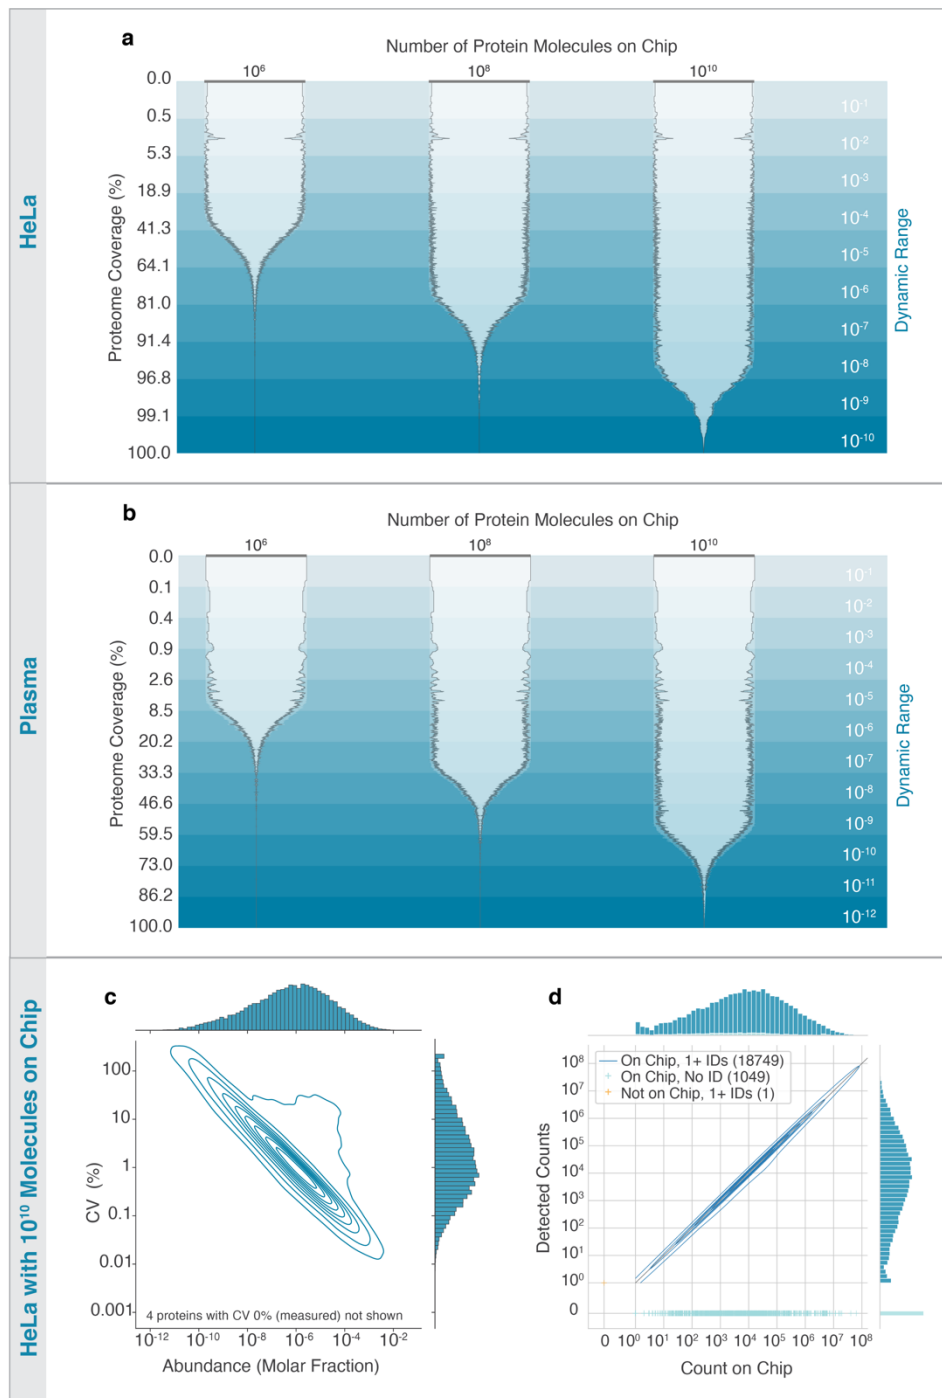 HeLa
a
Number of Protein Molecules on Chip
10⁶ 10⁸ 10¹⁰
Proteome Coverage (%)
0.0
0.5
5.3
18.9
41.3
64.1
81.0
91.4
96.8
99.1
100.0
10⁻¹
10⁻²
10⁻³
10⁻⁴
10⁻⁵
10⁻⁶
10⁻⁷
10⁻⁸
10⁻⁹
10⁻¹⁰
Dynamic Range
Plasma
b
Number of Protein Molecules on Chip
10⁶ 10⁸ 10¹⁰
Proteome Coverage (%)
0.0
0.1
0.4
0.9
2.6
8.5
20.2
33.3
46.6
59.5
73.0
86.2
100.0
10⁻¹
10⁻²
10⁻³
10⁻⁴
10⁻⁵
10⁻⁶
10⁻⁷
10⁻⁸
10⁻⁹
10⁻¹⁰
10⁻¹¹
10⁻¹²
Dynamic Range
HeLa with 10¹⁰ Molecules on Chip
c
CV (%)
100
10
1
0.1
0.01
0.001
4 proteins with CV 0% (measured) not shown
10⁻¹² 10⁻¹⁰ 10⁻⁸ 10⁻⁶ 10⁻⁴ 10⁻²
Abundance (Molar Fraction)
d
Detected Counts
10⁸
10⁷
10⁶
10⁵
10⁴
10³
10²
10¹
10⁰
0
On Chip, 1+ IDs (18749)
On Chip, No ID (1049)
Not on Chip, 1+ IDs (1)
0 10⁰ 10¹ 10² 10³ 10⁴ 10⁵ 10⁶ 10⁷ 10⁸
Count on Chip